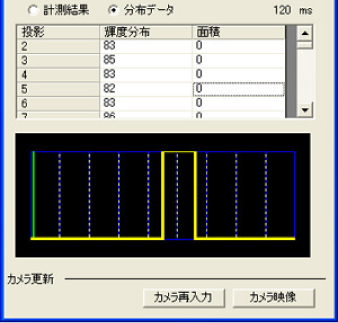 計測結果 分布データ 120 ms
投影 輝度分布 面積
2 83 0
3 85 0
4 83 0
5 82 0
6 83 0
7 86 0
カメラ更新
カメラ再入力 カメラ映像